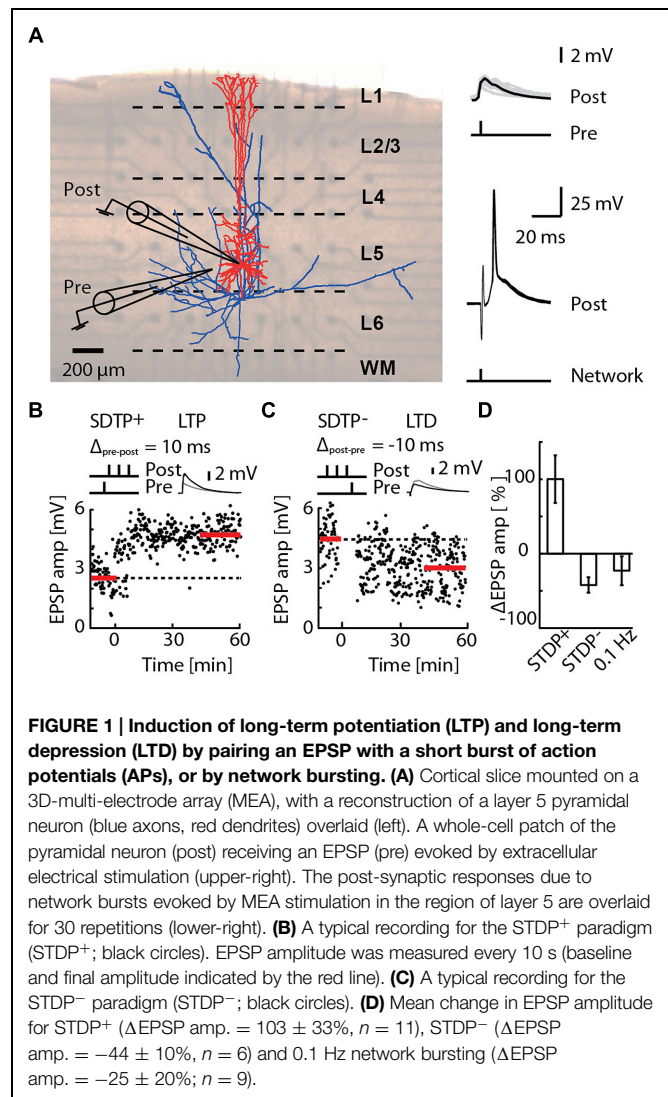 A
L1
L2/3
L4
L5
L6
WM
Post
Pre
200 µm
2 mV
Post
Pre
25 mV
20 ms
Post
Network
B
SDTP+ LTP
Δpre-post = 10 ms
Post
Pre
2 mV
EPSP amp [mV]
6
3
0
0 30 60
Time [min]
C
SDTP- LTD
Δpost-pre = -10 ms
Post
Pre
2 mV
EPSP amp [mV]
6
3
0
0 30 60
Time [min]
D
ΔEPSP amp [ % ]
100
0
-100
STDP+
STDP-
0.1 Hz
FIGURE 1 | Induction of long-term potentiation (LTP) and long-term
depression (LTD) by pairing an EPSP with a short burst of action
potentials (APs), or by network bursting. (A) Cortical slice mounted on a
3D-multi-electrode array (MEA), with a reconstruction of a layer 5 pyramidal
neuron (blue axons, red dendrites) overlaid (left). A whole-cell patch of the
pyramidal neuron (post) receiving an EPSP (pre) evoked by extracellular
electrical stimulation (upper-right). The post-synaptic responses due to
network bursts evoked by MEA stimulation in the region of layer 5 are overlaid
for 30 repetitions (lower-right). (B) A typical recording for the STDP⁺ paradigm
(STDP⁺; black circles). EPSP amplitude was measured every 10 s (baseline
and final amplitude indicated by the red line). (C) A typical recording for the
STDP⁻ paradigm (STDP⁻; black circles). (D) Mean change in EPSP amplitude
for STDP⁺ (ΔEPSP amp. = 103 ± 33%, n = 11), STDP⁻ (ΔEPSP
amp. = −44 ± 10%, n = 6) and 0.1 Hz network bursting (ΔEPSP
amp. = −25 ± 20%; n = 9).